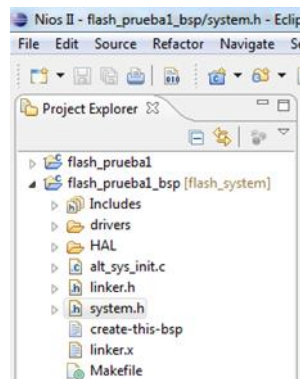 Nios II - flash_prueba1_bsp/system.h - Eclip
File Edit Source Refactor Navigate Se
Project Explorer
flash_prueba1
flash_prueba1_bsp [flash_system]
Includes
drivers
HAL
alt_sys_init.c
linker.h
system.h
create-this-bsp
linker.x
Makefile